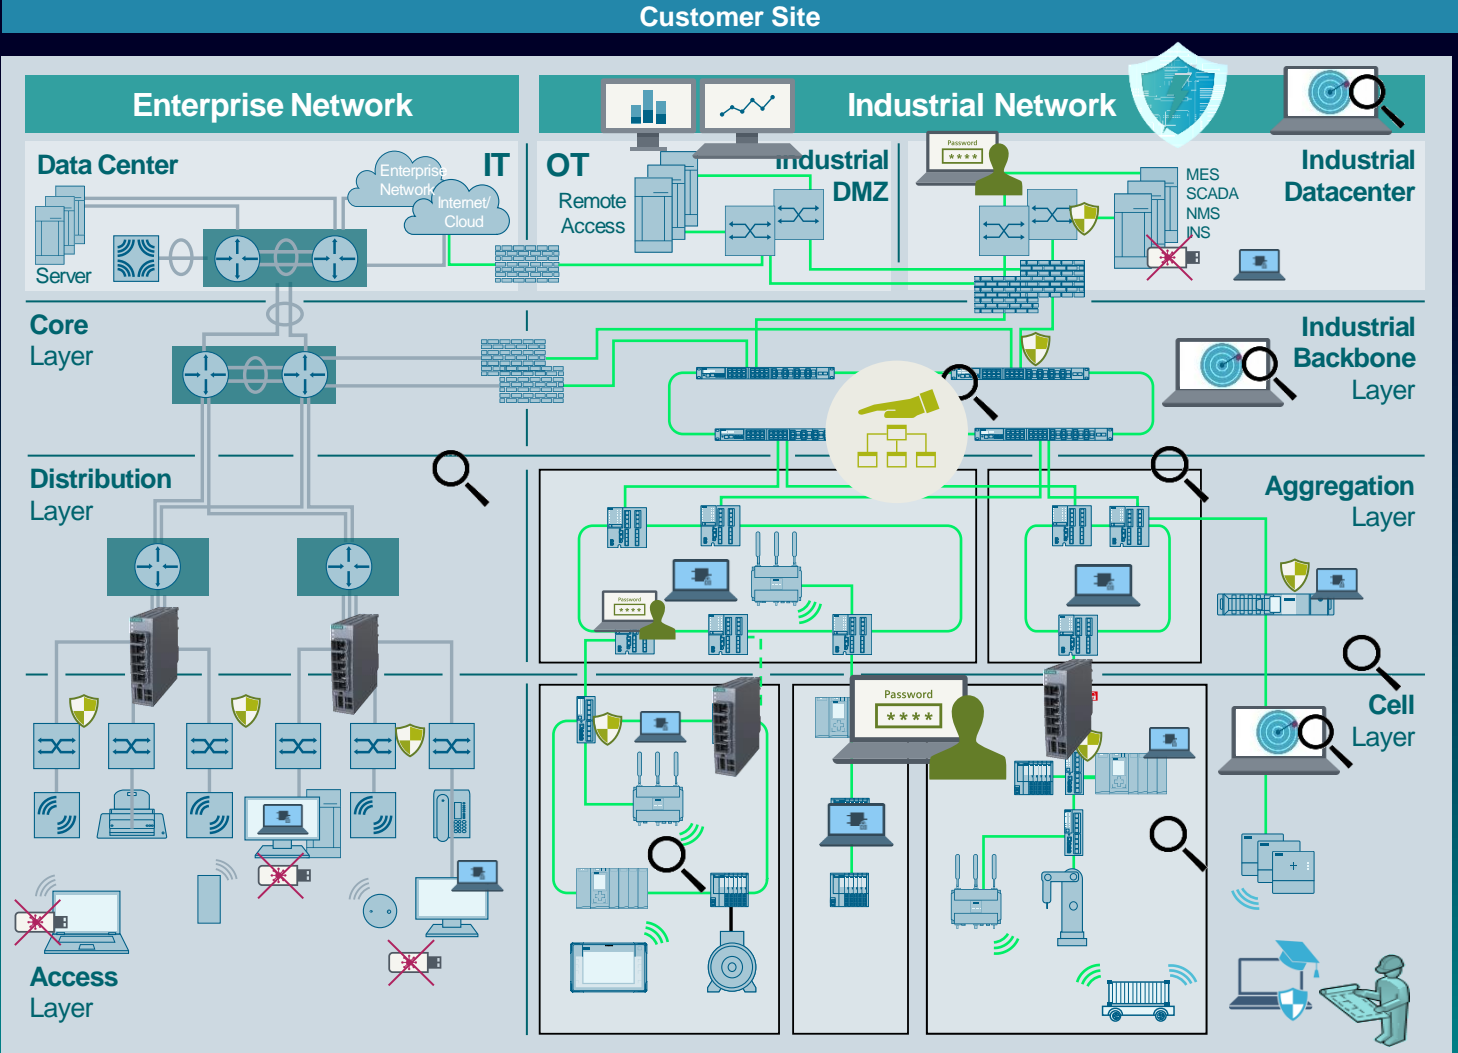 Customer Site
Enterprise Network
Industrial Network
Data Center
IT
Enterprise
Network
Internet/
Cloud
Server
OT
Remote
Access
Industrial
DMZ
Password
****
MES
SCADA
NMS
INS
Industrial
Datacenter
Core
Layer
Industrial
Backbone
Layer
Distribution
Layer
Aggregation
Layer
Password
****
Password
****
Cell
Layer
Access
Layer